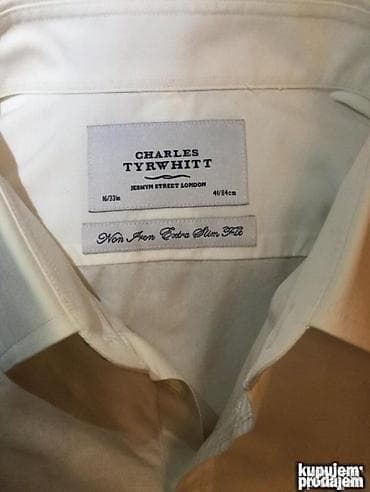 CHARLES
TYRWHITT
JERMYN STREET LONDON
16/33in 41/84cm
Non Iron Extra Slim Fit
kupujem
prodajem